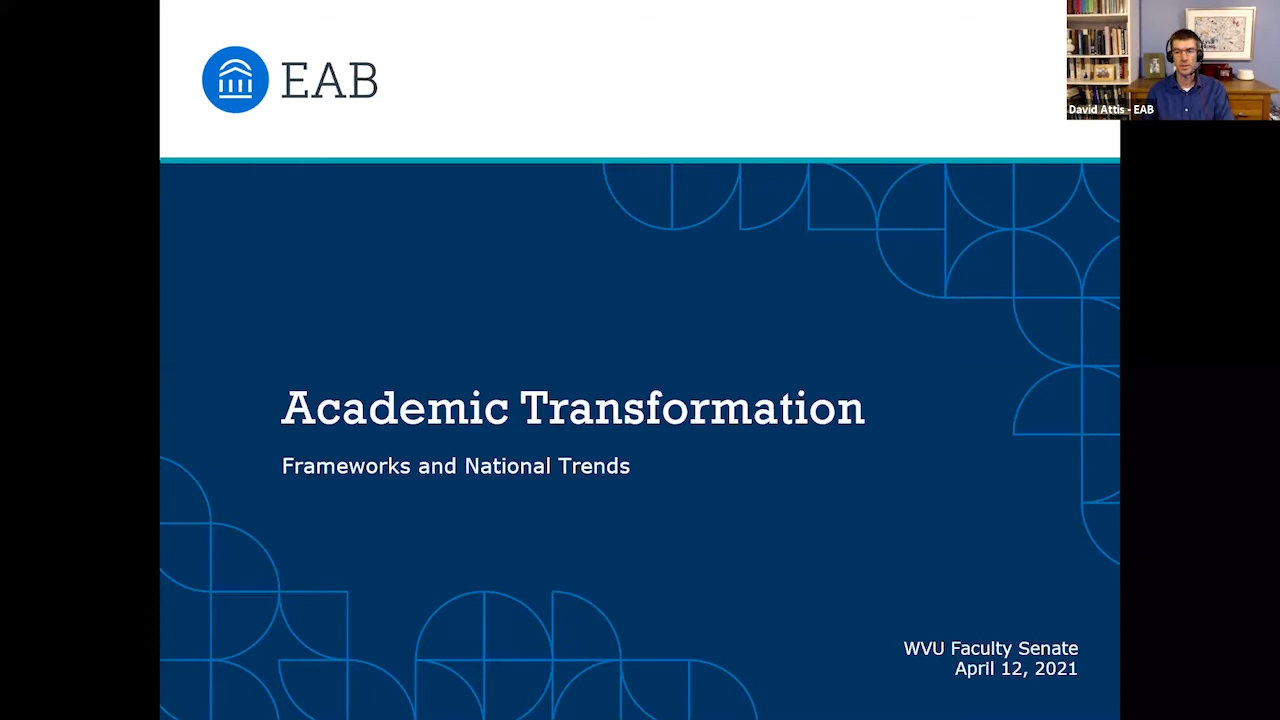 EAB
David Attis - EAB
Academic Transformation
Frameworks and National Trends
WVU Faculty Senate
April 12, 2021